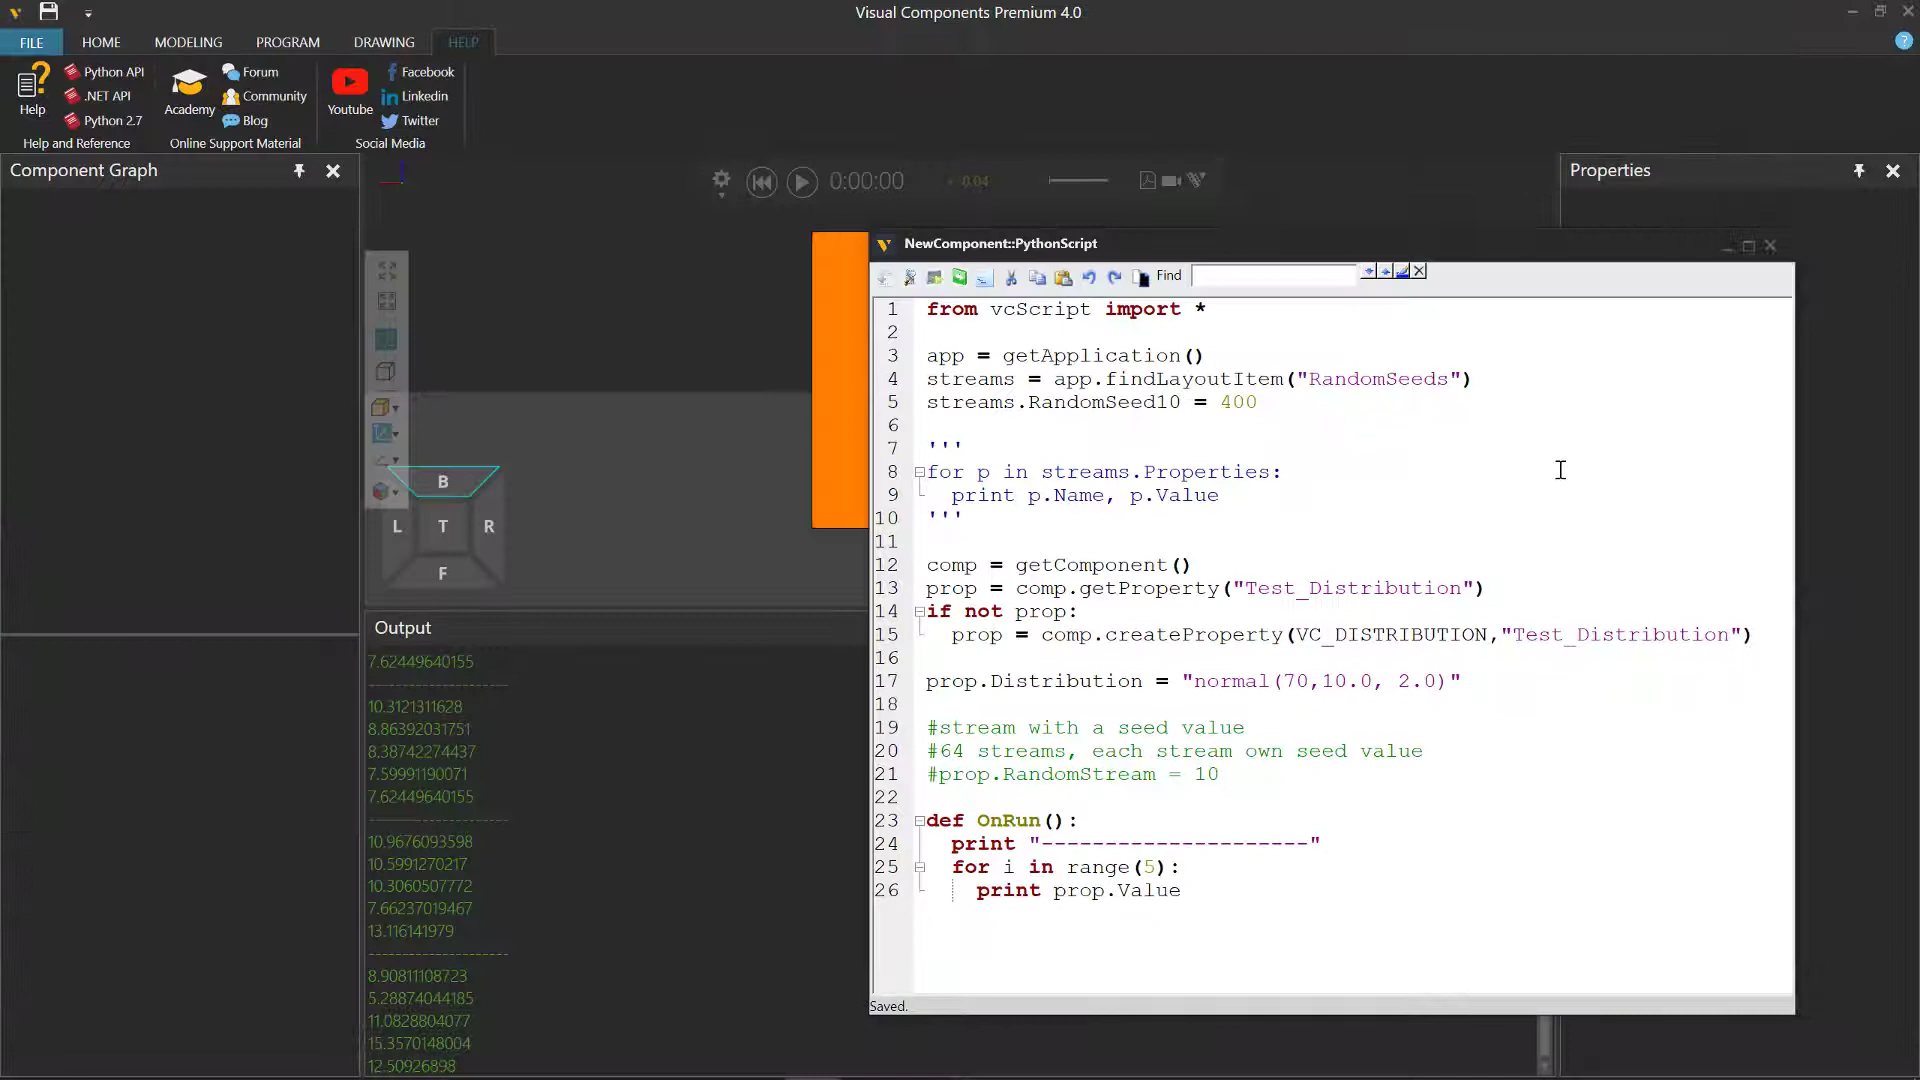 Visual Components Premium 4.0
FILE HOME MODELING PROGRAM DRAWING HELP
Help
Python API
.NET API
Python 2.7
Help and Reference
Academy
Forum
Community
Blog
Online Support Material
Youtube
Facebook
Linkedin
Twitter
Social Media
Component Graph
0:00:00
0.04
Properties
B
L T R
F
Output
7.62449640155
---------------------
10.3121311628
8.86392031751
8.38742274437
7.59991190071
7.62449640155
---------------------
10.9676093598
10.5991270217
10.3060507772
7.66237019467
13.116141979
---------------------
8.90811108723
5.28874044185
11.0828804077
15.3570148004
12.50926898
NewComponent::PythonScript
Find
1 from vcScript import *
2
3 app = getApplication()
4 streams = app.findLayoutItem("RandomSeeds")
5 streams.RandomSeed10 = 400
6
7 '''
8 for p in streams.Properties:
9 print p.Name, p.Value
10 '''
11
12 comp = getComponent()
13 prop = comp.getProperty("Test_Distribution")
14 if not prop:
15 prop = comp.createProperty(VC_DISTRIBUTION,"Test_Distribution")
16
17 prop.Distribution = "normal(70,10.0, 2.0)"
18
19 #stream with a seed value
20 #64 streams, each stream own seed value
21 #prop.RandomStream = 10
22
23 def OnRun():
24 print "---------------------"
25 for i in range(5):
26 print prop.Value
Saved.